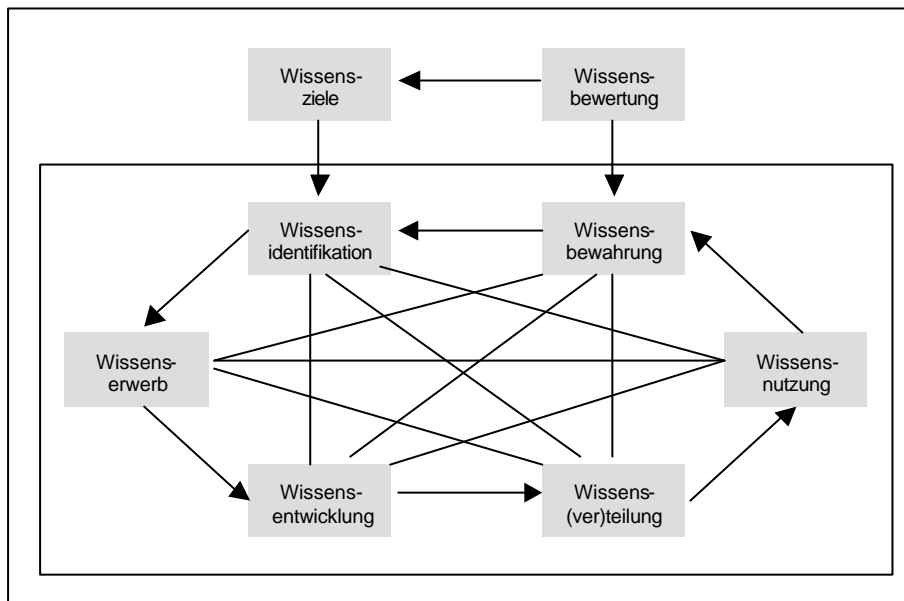 Wissens-
ziele
Wissens-
bewertung
Wissens-
identifikation
Wissens-
bewahrung
Wissens-
erwerb
Wissens-
nutzung
Wissens-
entwicklung
Wissens-
(ver)teilung